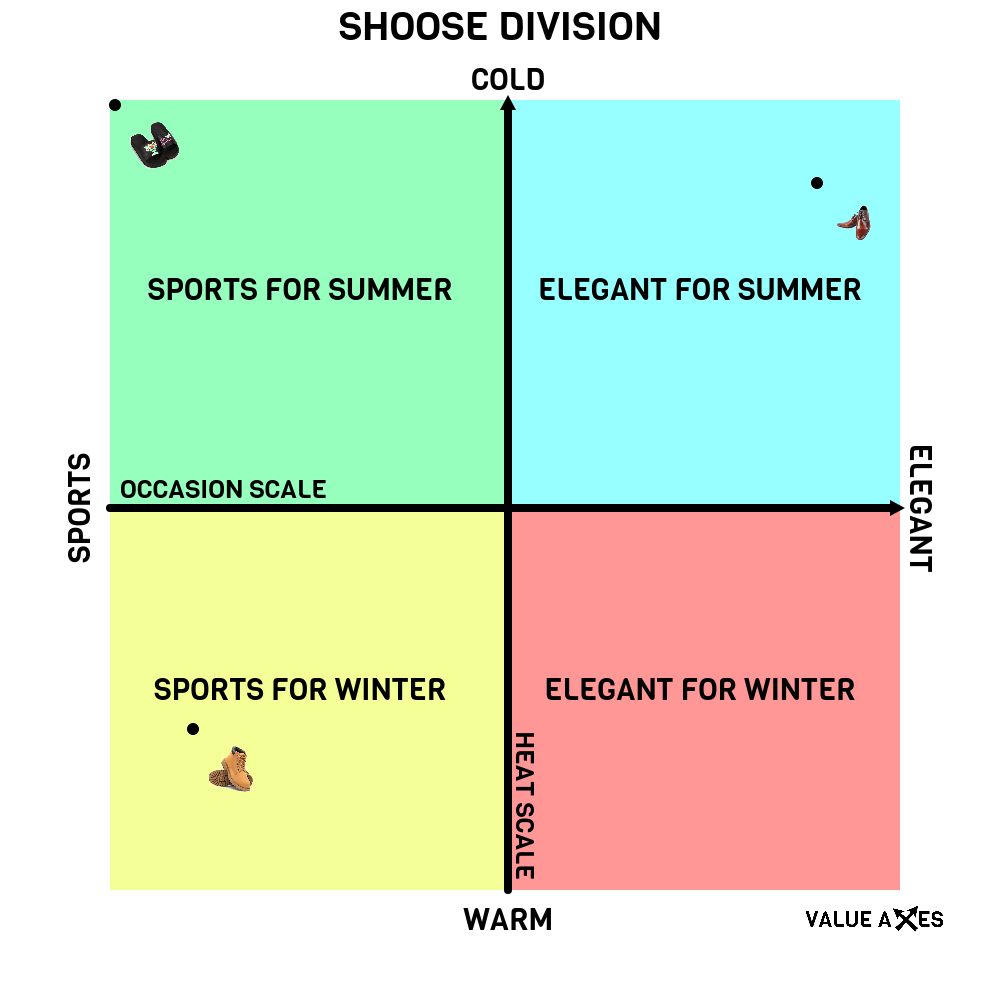 SHOOSE DIVISION
COLD
SPORTS FOR SUMMER
ELEGANT FOR SUMMER
OCCASION SCALE
SPORTS
ELEGANT
SPORTS FOR WINTER
ELEGANT FOR WINTER
HEAT SCALE
WARM
VALUE AXES